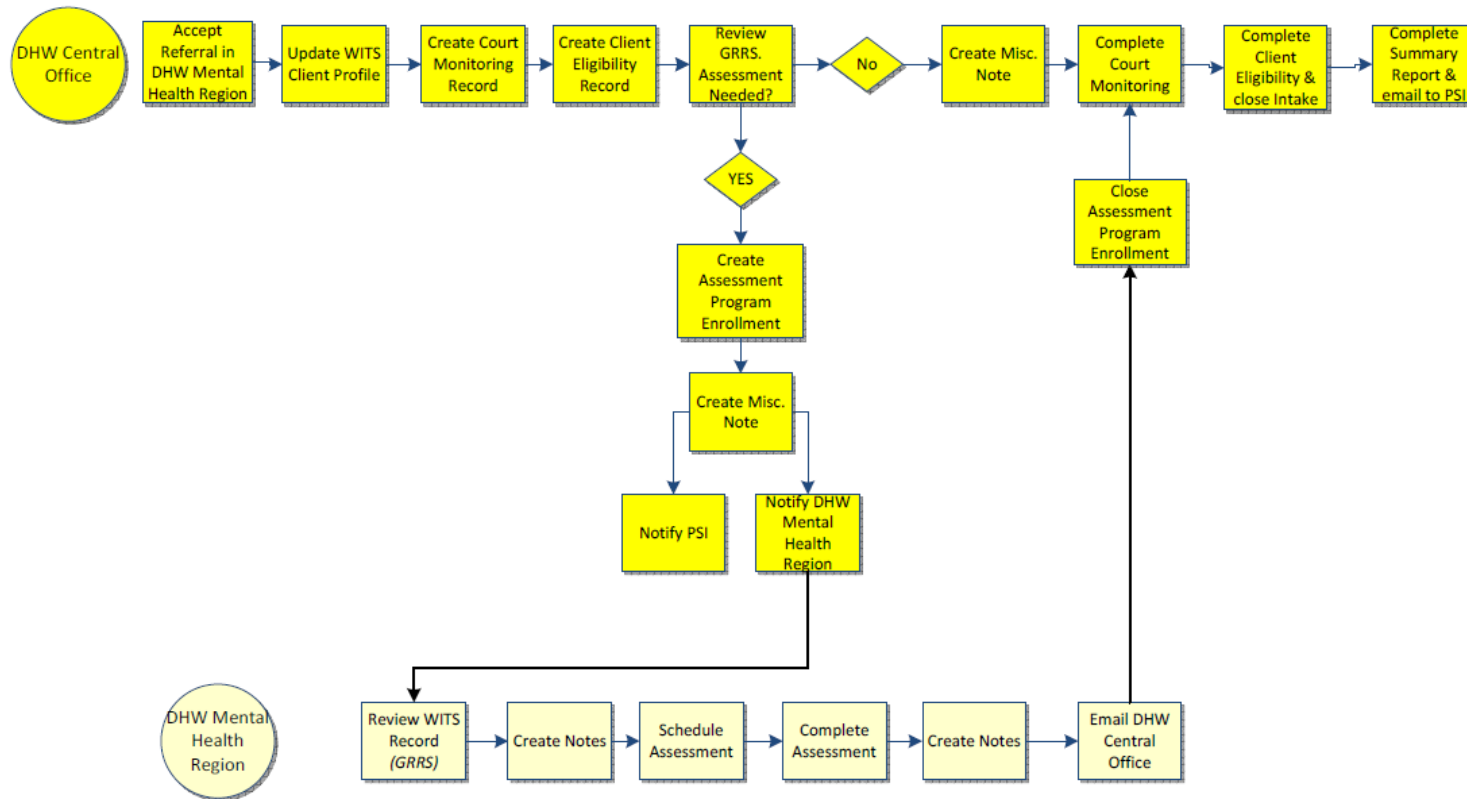 DHW Central
Office
Accept
Referral in
DHW Mental
Health Region
Update WITS
Client Profile
Create Court
Monitoring
Record
Create Client
Eligibility
Record
Review
GRRS.
Assessment
Needed?
No
Create Misc.
Note
Complete
Court
Monitoring
Complete
Client
Eligibility &
close Intake
Complete
Summary
Report &
email to PSI
YES
Close
Assessment
Program
Enrollment
Create
Assessment
Program
Enrollment
Create Misc.
Note
Notify PSI
Notify DHW
Mental
Health
Region
DHW Mental
Health
Region
Review WITS
Record
(GRRS)
Create Notes
Schedule
Assessment
Complete
Assessment
Create Notes
Email DHW
Central
Office